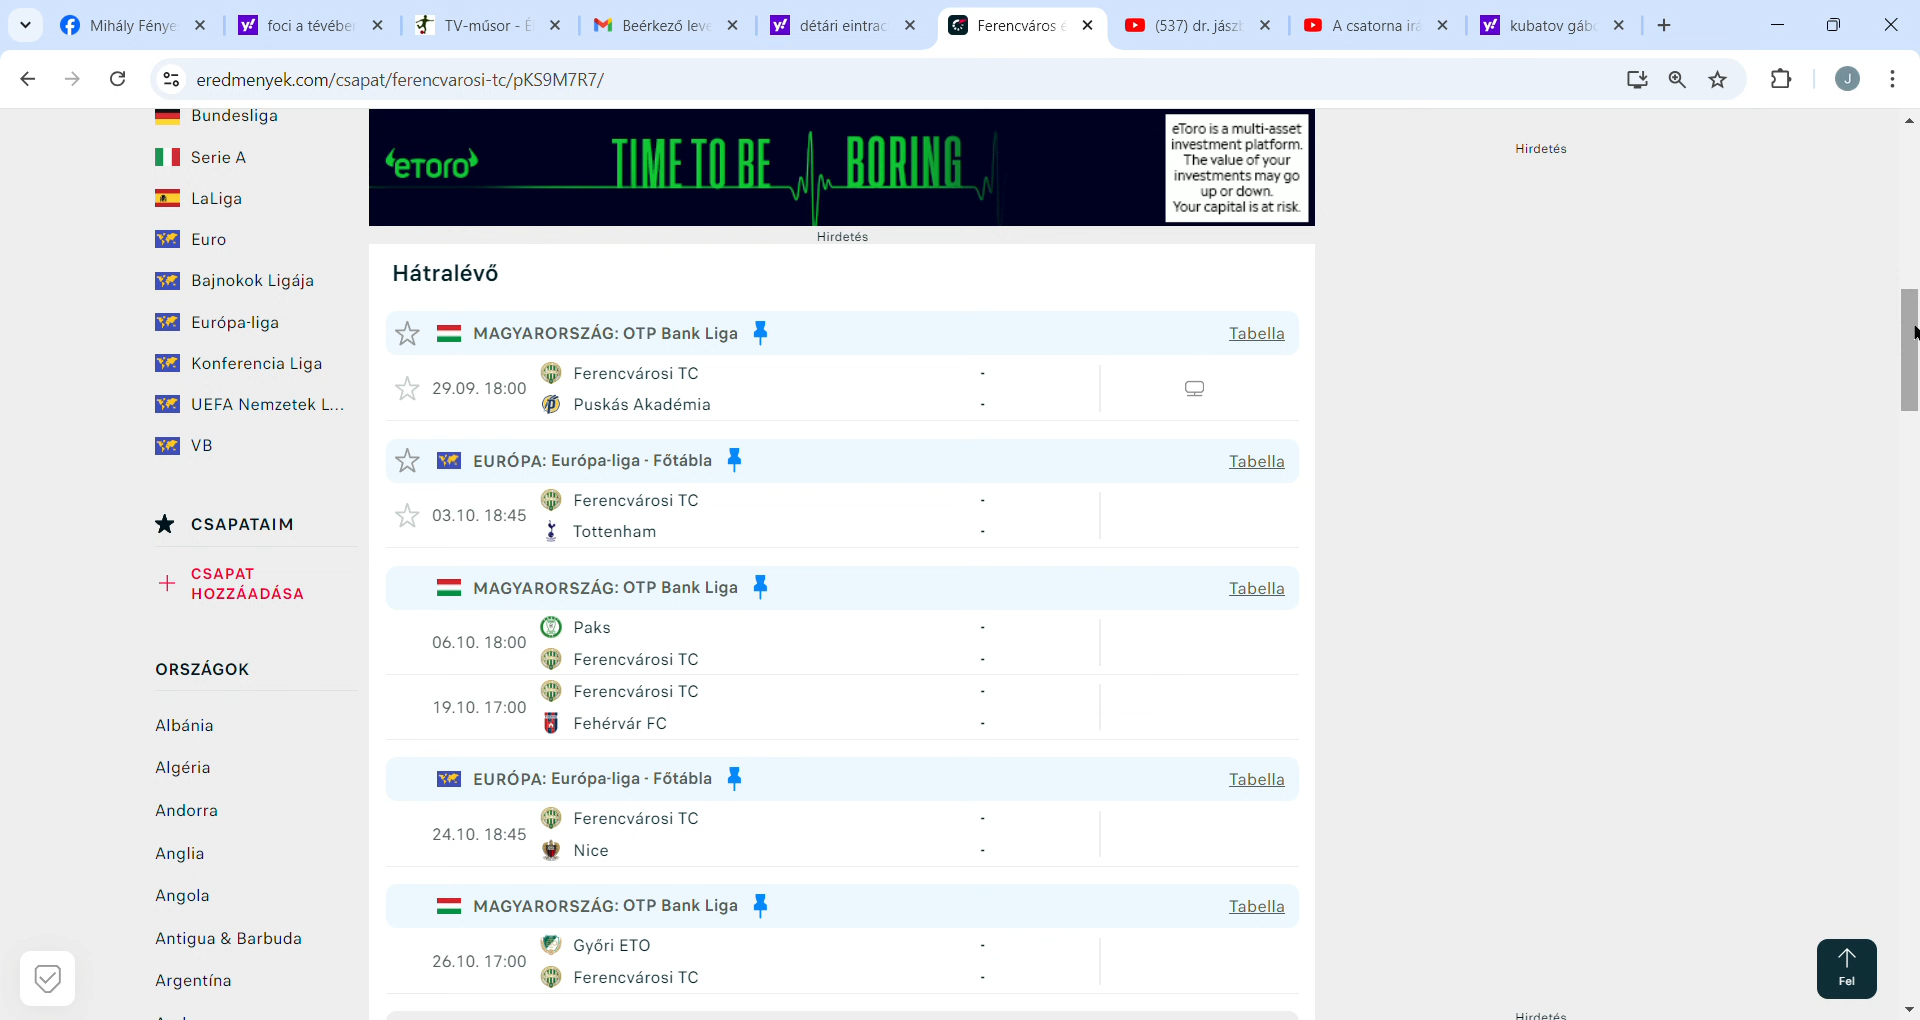 Mihály Fénye
foci a tévébe
TV-műsor - É
Beérkező leve
détári eintrac
Ferencváros e
(537) dr. jász
A csatorna irá
kubatov gáb
eredmenyek.com/csapat/ferencvarosi-tc/pKS9M7R7/
J
Bundesliga
Serie A
LaLiga
Euro
Bajnokok Ligája
Európa-liga
Konferencia Liga
UEFA Nemzetek L...
VB
CSAPATAIM
CSAPAT
HOZZÁADÁSA
ORSZÁGOK
Albánia
Algéria
Andorra
Anglia
Angola
Antigua & Barbuda
Argentína
eToro
TIME TO BE BORING
eToro is a multi-asset
investment platform.
The value of your
investments may go
up or down.
Your capital is at risk.
Hirdetés
Hátralévő
MAGYARORSZÁG: OTP Bank Liga Tabella
29.09. 18:00
Ferencvárosi TC -
Puskás Akadémia -
EURÓPA: Európa-liga - Főtábla Tabella
03.10. 18:45
Ferencvárosi TC -
Tottenham -
MAGYARORSZÁG: OTP Bank Liga Tabella
06.10. 18:00
Paks -
Ferencvárosi TC -
19.10. 17:00
Ferencvárosi TC -
Fehérvár FC -
EURÓPA: Európa-liga - Főtábla Tabella
24.10. 18:45
Ferencvárosi TC -
Nice -
MAGYARORSZÁG: OTP Bank Liga Tabella
26.10. 17:00
Győri ETO -
Ferencvárosi TC -
Hirdetés
Fel
Hirdetés